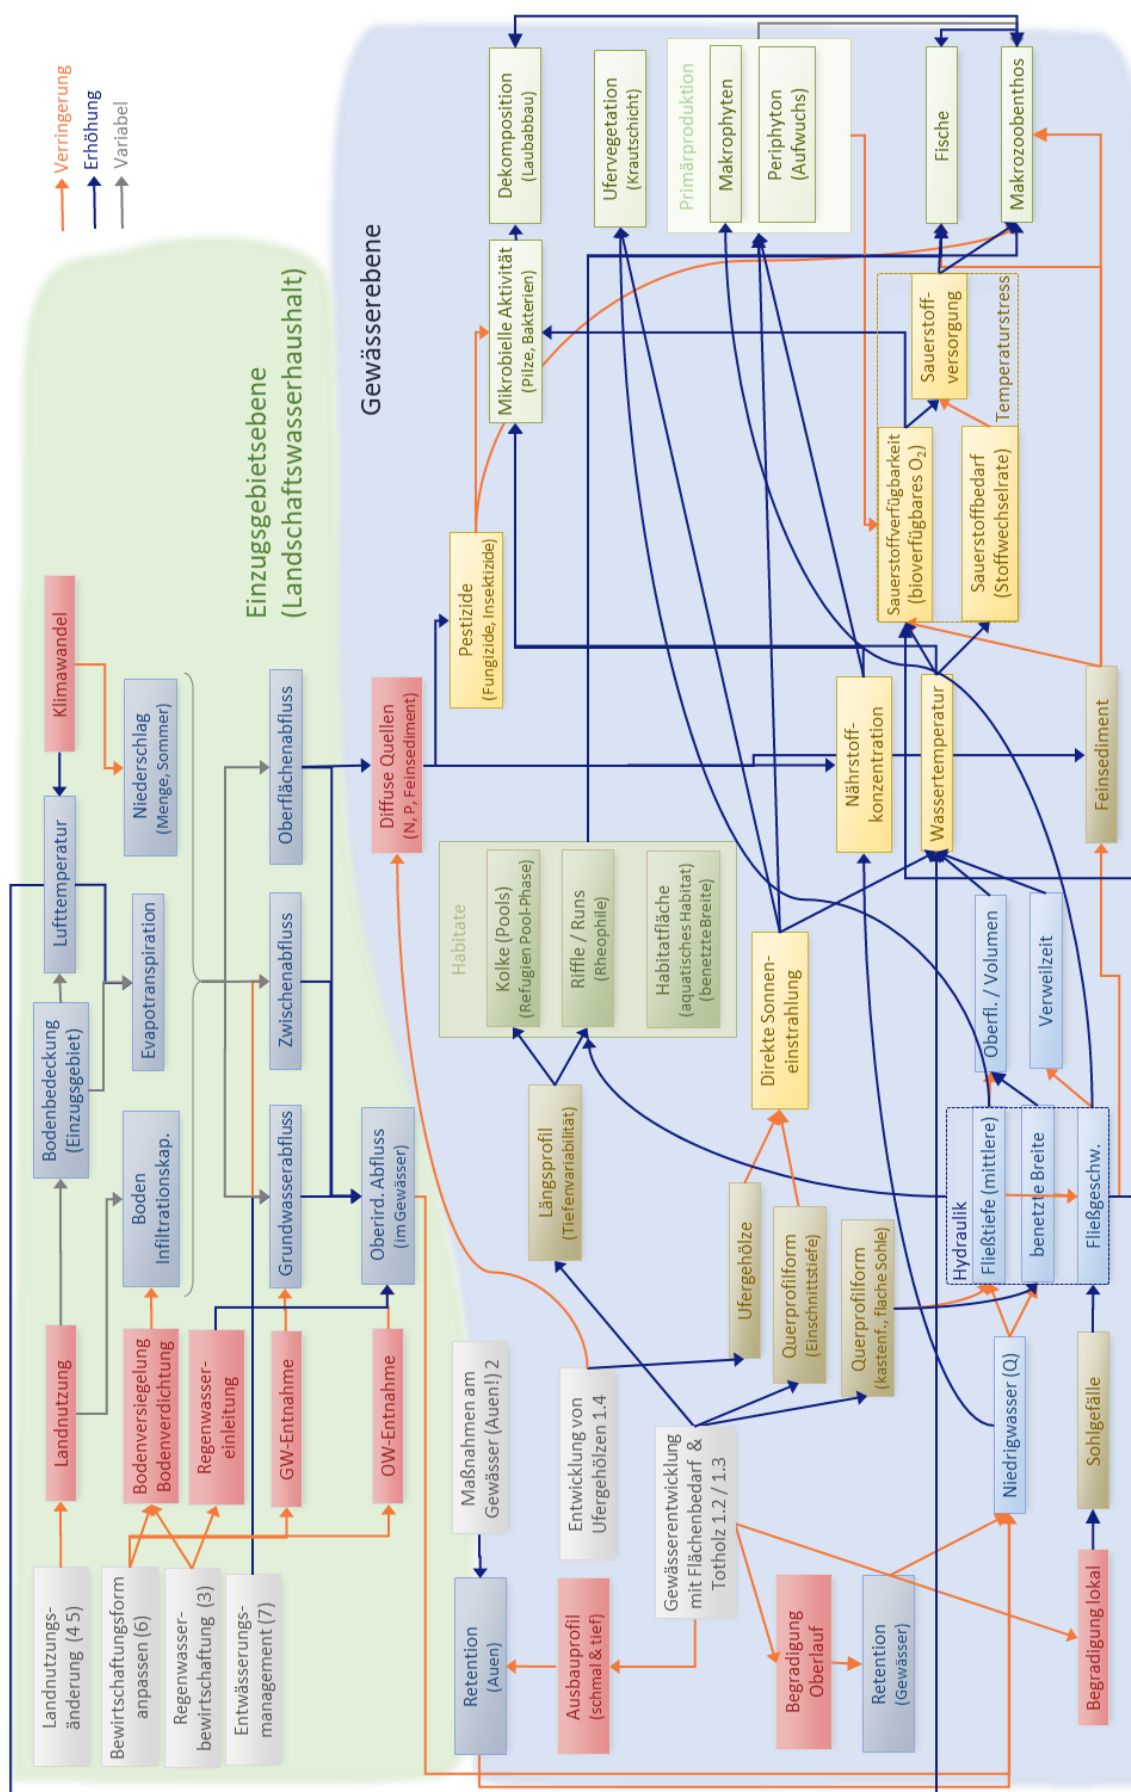 Verringerung
Erhöhung
Variabel
Einzugsgebietsebene
(Landschaftswasserhaushalt)
Gewässerebene
Landnutzungs-
änderung (4 5)
Bewirtschaftungsform
anpassen (6)
Regenwasser-
bewirtschaftung (3)
Entwässerungs-
management (7)
Landnutzung
Bodenversiegelung
Bodenverdichtung
Regenwasser-
einleitung
GW-Entnahme
OW-Entnahme
Bodenbedeckung
(Einzugsgebiet)
Boden
Infiltrationskap.
Lufttemperatur
Evapotranspiration
Klimawandel
Niederschlag
(Menge, Sommer)
Grundwasserabfluss
Zwischenabfluss
Oberflächenabfluss
Oberird. Abfluss
(im Gewässer)
Diffuse Quellen
(N, P, Feinsediment)
Maßnahmen am
Gewässer (Auen!) 2
Entwicklung von
Ufergehölzen 1.4
Gewässerentwicklung
mit Flächenbedarf &
Totholz 1.2 / 1.3
Retention
(Auen)
Ausbauprofil
(schmal & tief)
Begradigung
Oberlauf
Retention
(Gewässer)
Begradigung lokal
Längsprofil
(Tiefenvariabilität)
Ufergehölze
Querprofilform
(Einschnittstiefe)
Querprofilform
(kastenf., flache Sohle)
Niedrigwasser (Q)
Sohlgefälle
Habitate
Kolke (Pools)
(Refugien Pool-Phase)
Riffle / Runs
(Rheophile)
Habitatfläche
(aquatisches Habitat)
(benetzte Breite)
Direkte Sonnen-
einstrahlung
Hydraulik
Fließtiefe (mittlere)
benetzte Breite
Fließgeschw.
Oberfl. / Volumen
Verweilzeit
Pestizide
(Fungizide, Insektizide)
Nährstoff-
konzentration
Wassertemperatur
Feinsediment
Sauerstoffverfügbarkeit
(bioverfügbares O₂)
Sauerstoffbedarf
(Stoffwechselrate)
Sauerstoff-
versorgung
Temperaturstress
Mikrobielle Aktivität
(Pilze, Bakterien)
Dekomposition
(Laubabbau)
Ufervegetation
(Krautschicht)
Primärproduktion
Makrophyten
Periphyton
(Aufwuchs)
Fische
Makrozoobenthos